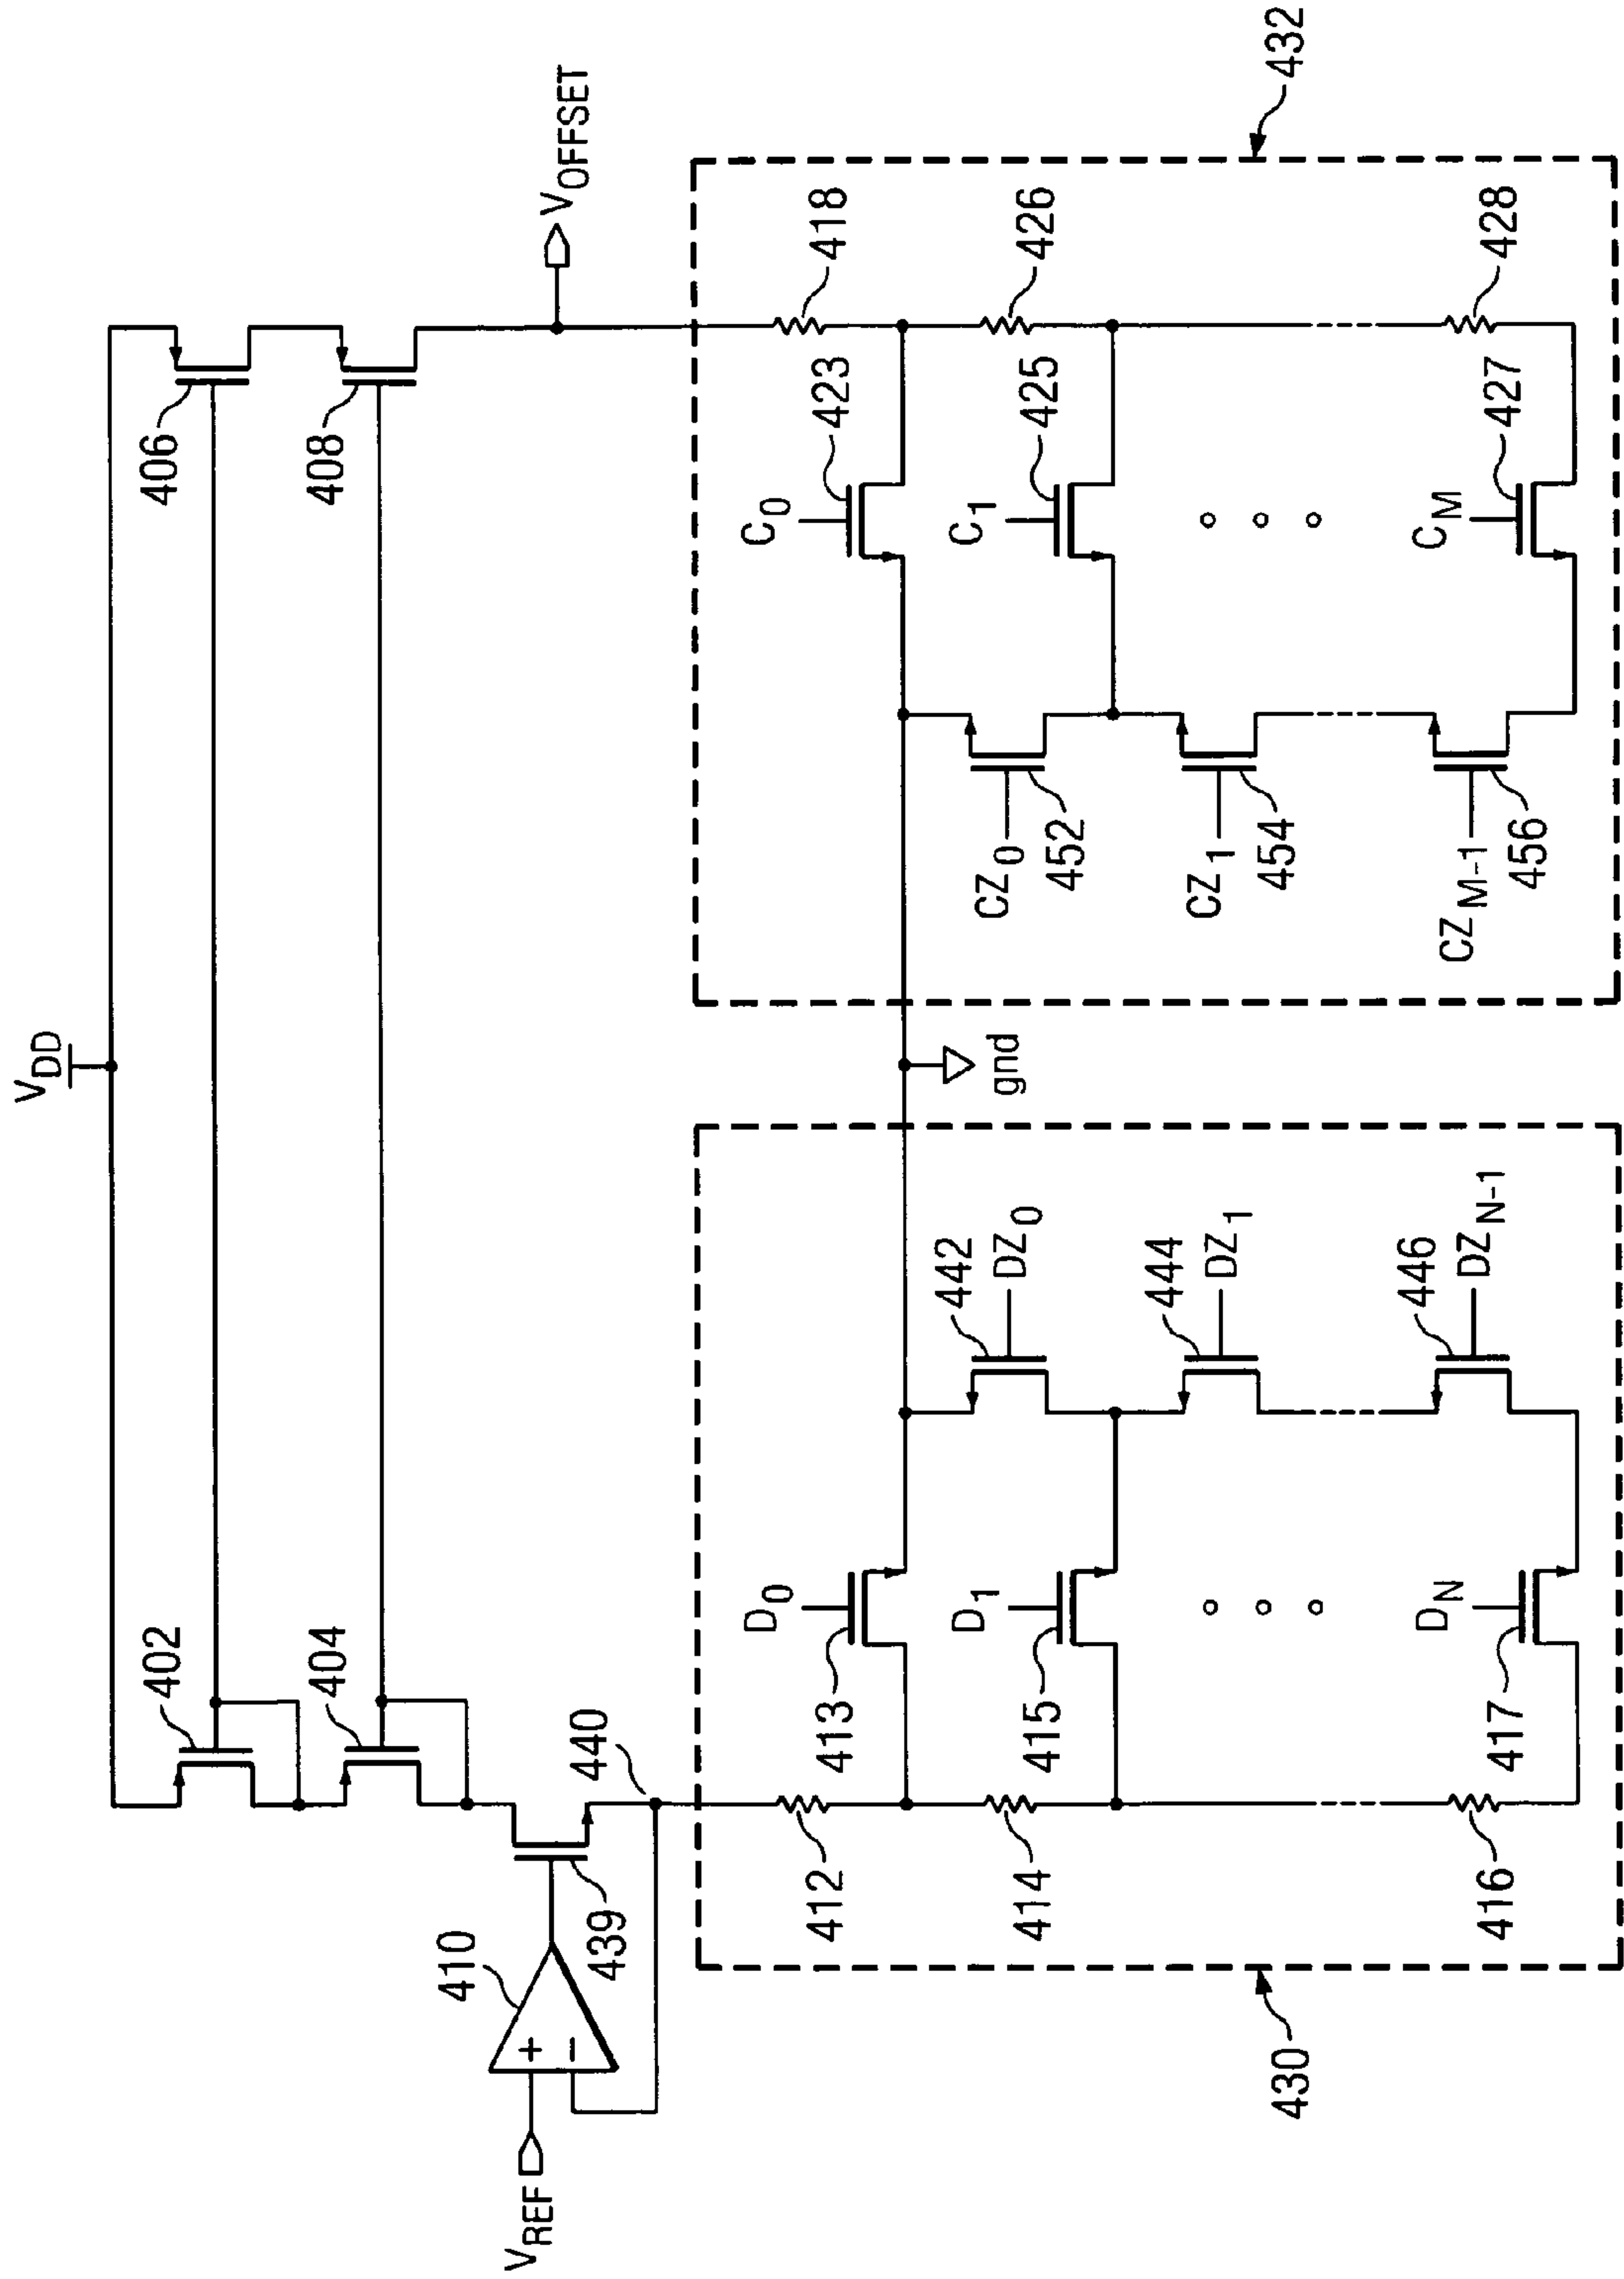 V_DD
402
404
406
408
410
+
−
V_REF
439
440
V_OFFSET
430
412
D_0
413
442
DZ_0
414
D_1
415
444
DZ_1
416
D_N
417
446
DZ_N-1
gnd
432
418
C_0
423
CZ_0
452
426
C_1
425
CZ_1
454
428
C_M
427
CZ_M-1
456